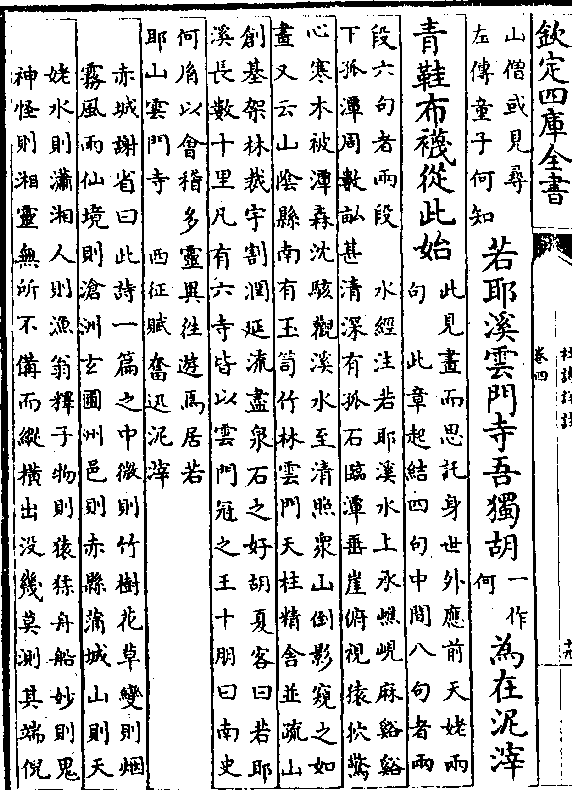 欽定四庫全書
杜詩詳註
卷四
山僧或見尋
左傳童子何知
若耶溪雲門寺吾獨胡
一作
何
為在泥滓
青鞋布襪從此始
此見畫而思託身世外應前天姥兩
句 此章起結四句中間八句者兩
段六句者兩段 水經注若耶溪水上承嶕峴麻谿谿
下孤潭周數畝甚清深有孤石臨潭垂崖俯視猿狖驚
心寒木被潭森沈駭觀溪水至清照衆山倒影窺之如
畫又云山陰縣南有玉笥竹林雲門天柱精舍並疏山
創基架林裁宇割澗延流盡泉石之好胡夏客曰若耶
溪長數十里凡有六寺皆以雲門冠之王十朋曰南史
何胤以會稽多靈異往遊焉居若
耶山雲門寺 西征賦奮迅泥滓
赤城謝省曰此詩一篇之中微則竹樹花草變則烟
霧風雨仙境則滄洲玄圃州邑則赤縣蒲城山則天
姥水則瀟湘人則漁翁釋子物則猿猱舟船妙則鬼
神怪則湘靈無所不備而縱橫出没幾莫測其端倪